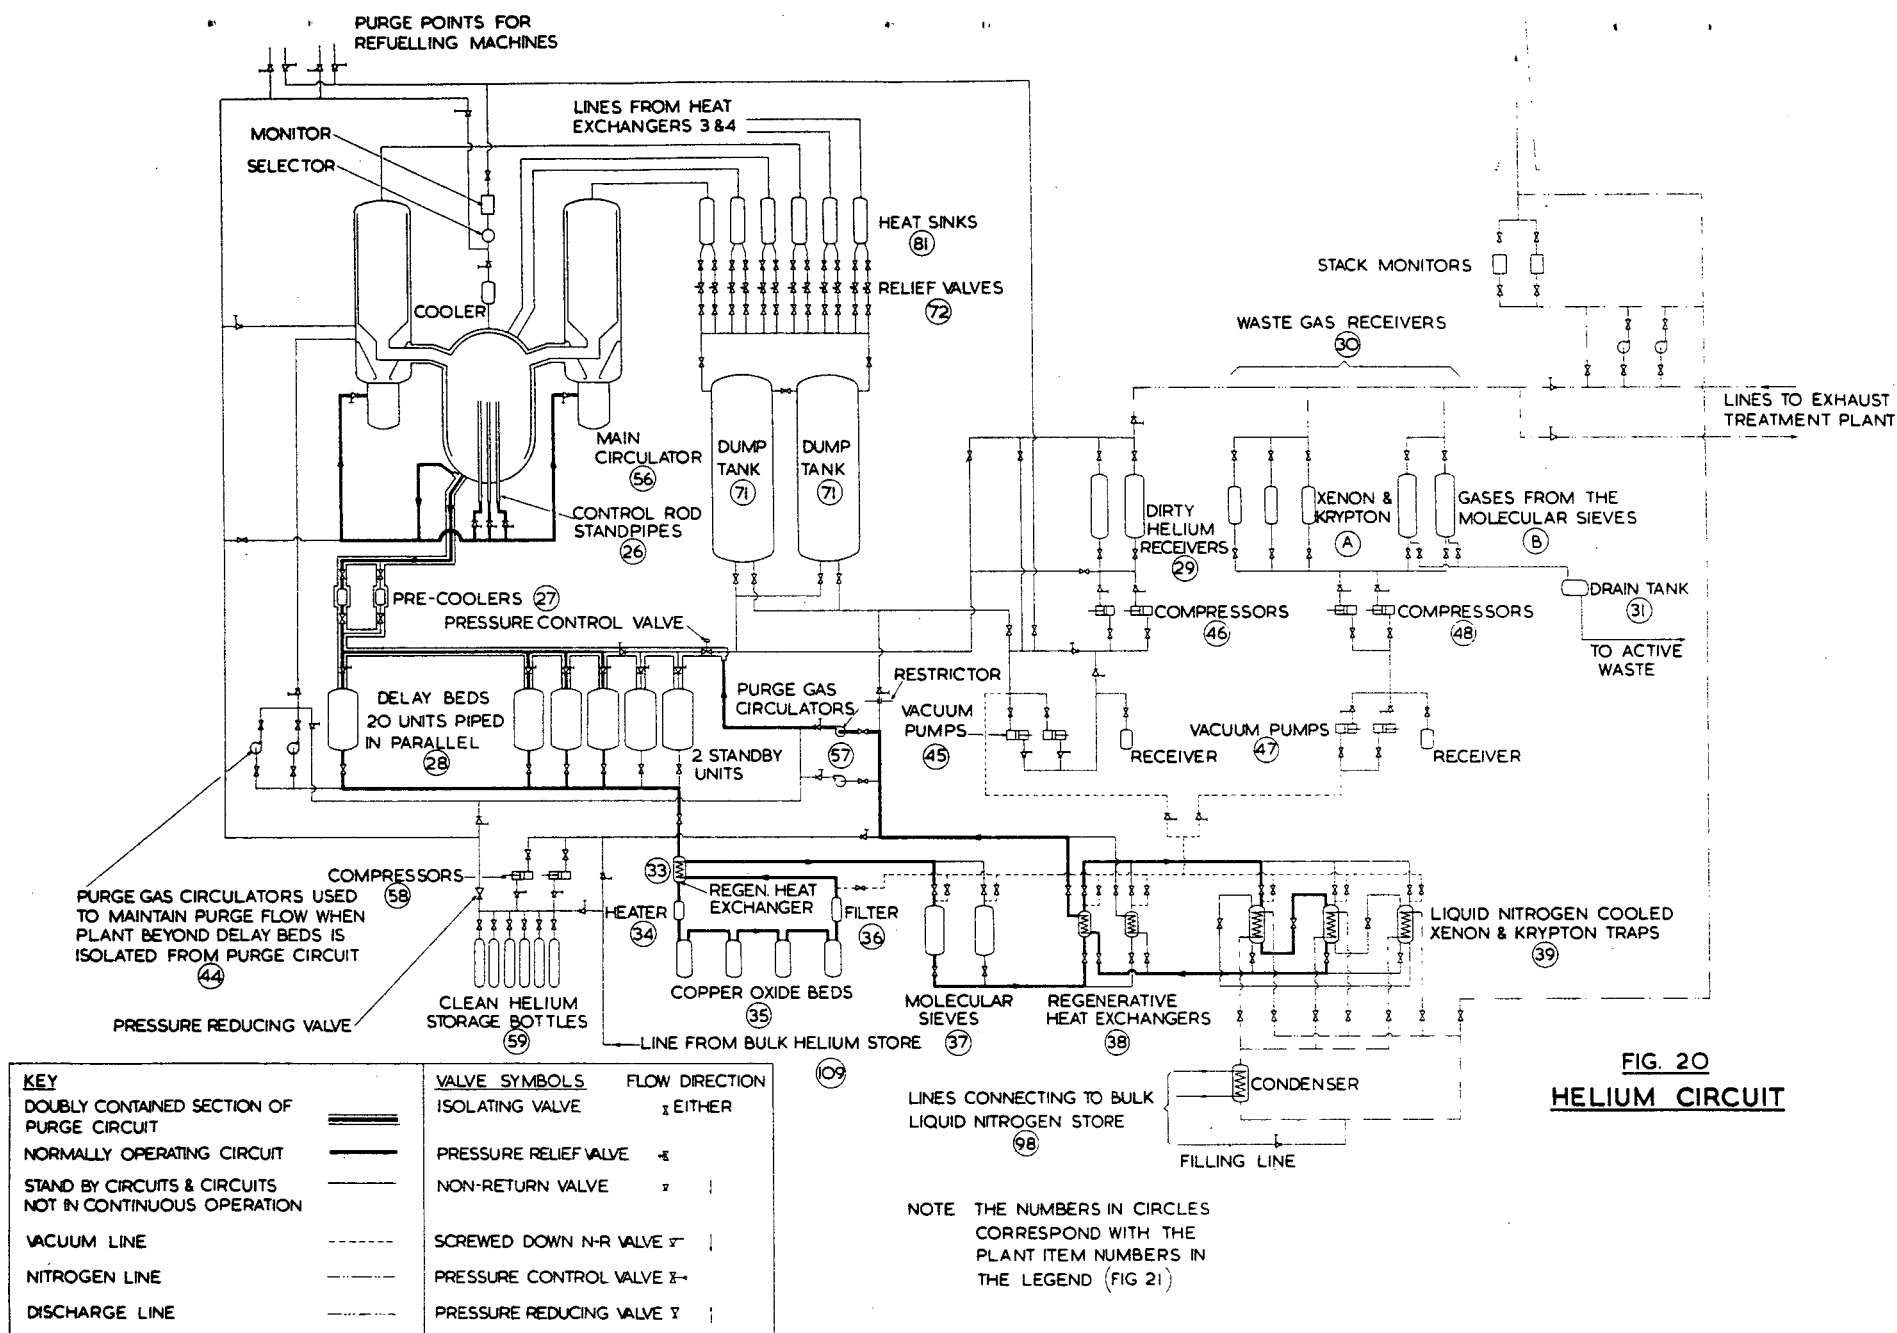 PURGE POINTS FOR
REFUELLING MACHINES
LINES FROM HEAT
EXCHANGERS 3 & 4
MONITOR
SELECTOR
COOLER
HEAT SINKS
81
RELIEF VALVES
72
STACK MONITORS
WASTE GAS RECEIVERS
30
LINES TO EXHAUST
TREATMENT PLANT
MAIN
CIRCULATOR
56
DUMP
TANK
71
DUMP
TANK
71
CONTROL ROD
STANDPIPES
26
DIRTY
HELIUM
RECEIVERS
29
XENON &
KRYPTON
A
GASES FROM THE
MOLECULAR SIEVES
B
DRAIN TANK
31
TO ACTIVE
WASTE
PRE-COOLERS 27
PRESSURE CONTROL VALVE
COMPRESSORS
46
COMPRESSORS
48
DELAY BEDS
20 UNITS PIPED
IN PARALLEL
28
2 STANDBY
UNITS
PURGE GAS
CIRCULATORS
57
RESTRICTOR
VACUUM
PUMPS
45
RECEIVER
VACUUM PUMPS
47
RECEIVER
COMPRESSORS
58
33
REGEN. HEAT
EXCHANGER
HEATER
34
FILTER
36
PURGE GAS CIRCULATORS USED
TO MAINTAIN PURGE FLOW WHEN
PLANT BEYOND DELAY BEDS IS
ISOLATED FROM PURGE CIRCUIT
44
LIQUID NITROGEN COOLED
XENON & KRYPTON TRAPS
39
PRESSURE REDUCING VALVE
CLEAN HELIUM
STORAGE BOTTLES
59
COPPER OXIDE BEDS
35
MOLECULAR
SIEVES
37
REGENERATIVE
HEAT EXCHANGERS
38
LINE FROM BULK HELIUM STORE
109
CONDENSER
LINES CONNECTING TO BULK
LIQUID NITROGEN STORE
98
FILLING LINE
FIG. 20
HELIUM CIRCUIT
KEY
DOUBLY CONTAINED SECTION OF
PURGE CIRCUIT
NORMALLY OPERATING CIRCUIT
STAND BY CIRCUITS & CIRCUITS
NOT IN CONTINUOUS OPERATION
VACUUM LINE
NITROGEN LINE
DISCHARGE LINE
VALVE SYMBOLS FLOW DIRECTION
ISOLATING VALVE EITHER
PRESSURE RELIEF VALVE
NON-RETURN VALVE
SCREWED DOWN N-R VALVE
PRESSURE CONTROL VALVE
PRESSURE REDUCING VALVE
NOTE THE NUMBERS IN CIRCLES
CORRESPOND WITH THE
PLANT ITEM NUMBERS IN
THE LEGEND (FIG 21)